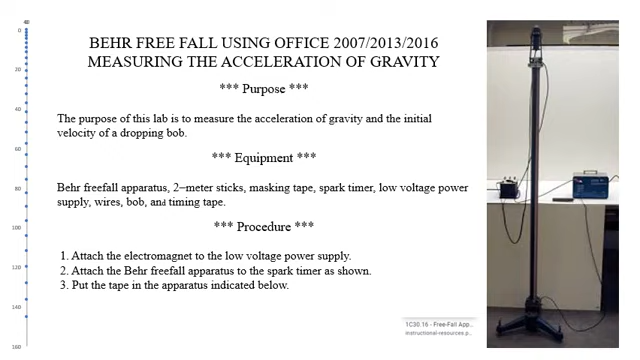 BEHR FREE FALL USING OFFICE 2007/2013/2016
MEASURING THE ACCELERATION OF GRAVITY
*** Purpose ***
The purpose of this lab is to measure the acceleration of gravity and the initial
velocity of a dropping bob.
*** Equipment ***
Behr freefall apparatus, 2–meter sticks, masking tape, spark timer, low voltage power
supply, wires, bob, and timing tape.
*** Procedure ***
1. Attach the electromagnet to the low voltage power supply.
2. Attach the Behr freefall apparatus to the spark timer as shown.
3. Put the tape in the apparatus indicated below.
0
20
40
60
80
100
120
140
160
1C30.16 - Free-Fall App...
instructional-resources.p...